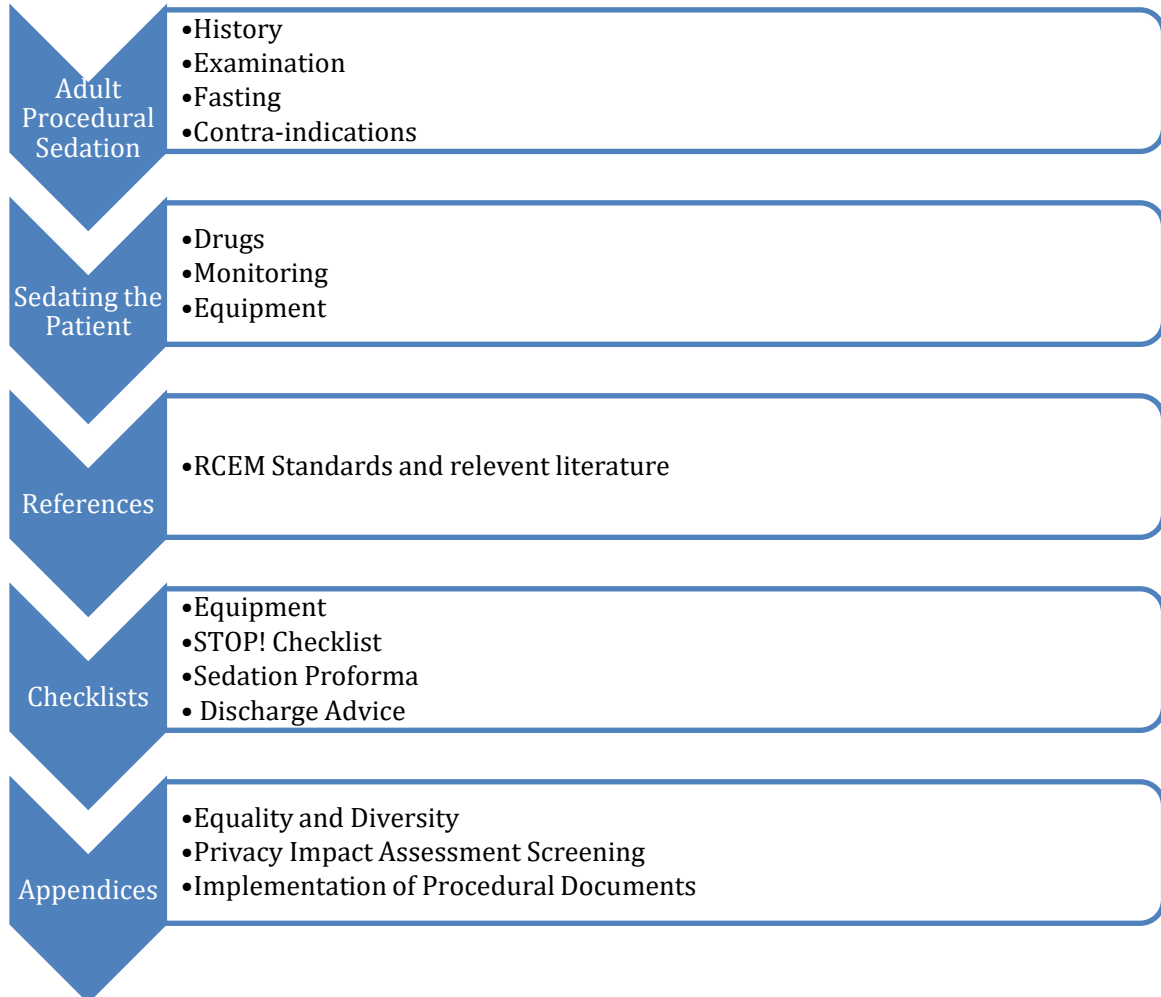 Adult
Procedural
Sedation
•History
•Examination
•Fasting
•Contra-indications
Sedating the
Patient
•Drugs
•Monitoring
•Equipment
References
•RCEM Standards and relevent literature
Checklists
•Equipment
•STOP! Checklist
•Sedation Proforma
• Discharge Advice
Appendices
•Equality and Diversity
•Privacy Impact Assessment Screening
•Implementation of Procedural Documents